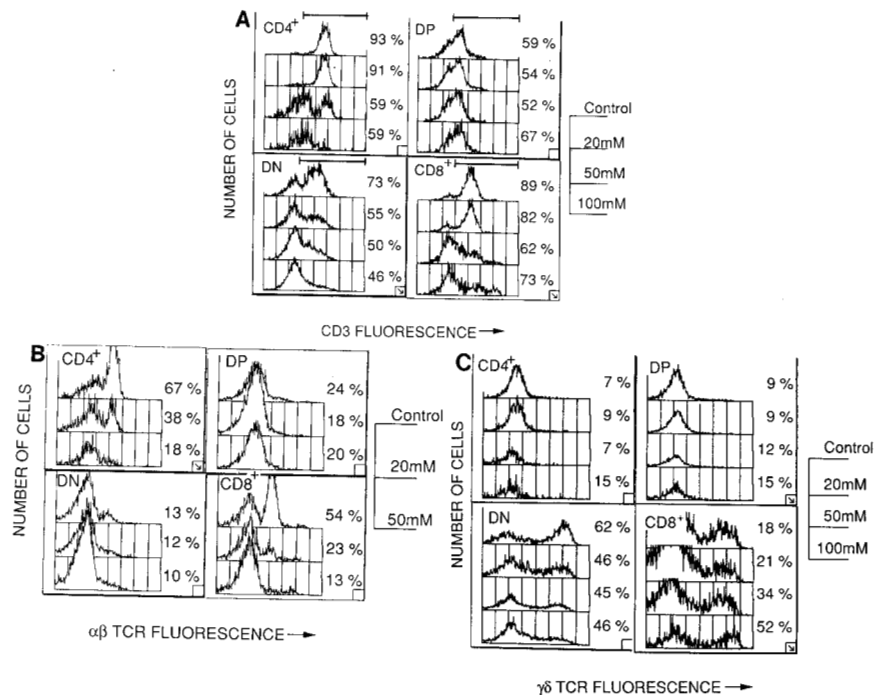 A
CD4+
93 %
91 %
59 %
59 %
DP
59 %
54 %
52 %
67 %
DN
73 %
55 %
50 %
46 %
CD8+
89 %
82 %
62 %
73 %
NUMBER OF CELLS
Control
20mM
50mM
100mM
CD3 FLUORESCENCE →
B
CD4+
67 %
38 %
18 %
DP
24 %
18 %
20 %
DN
13 %
12 %
10 %
CD8+
54 %
23 %
13 %
NUMBER OF CELLS
Control
20mM
50mM
αβ TCR FLUORESCENCE →
C
CD4+
7 %
9 %
7 %
15 %
DP
9 %
9 %
12 %
15 %
DN
62 %
46 %
45 %
46 %
CD8+
18 %
21 %
34 %
52 %
NUMBER OF CELLS
Control
20mM
50mM
100mM
γδ TCR FLUORESCENCE →